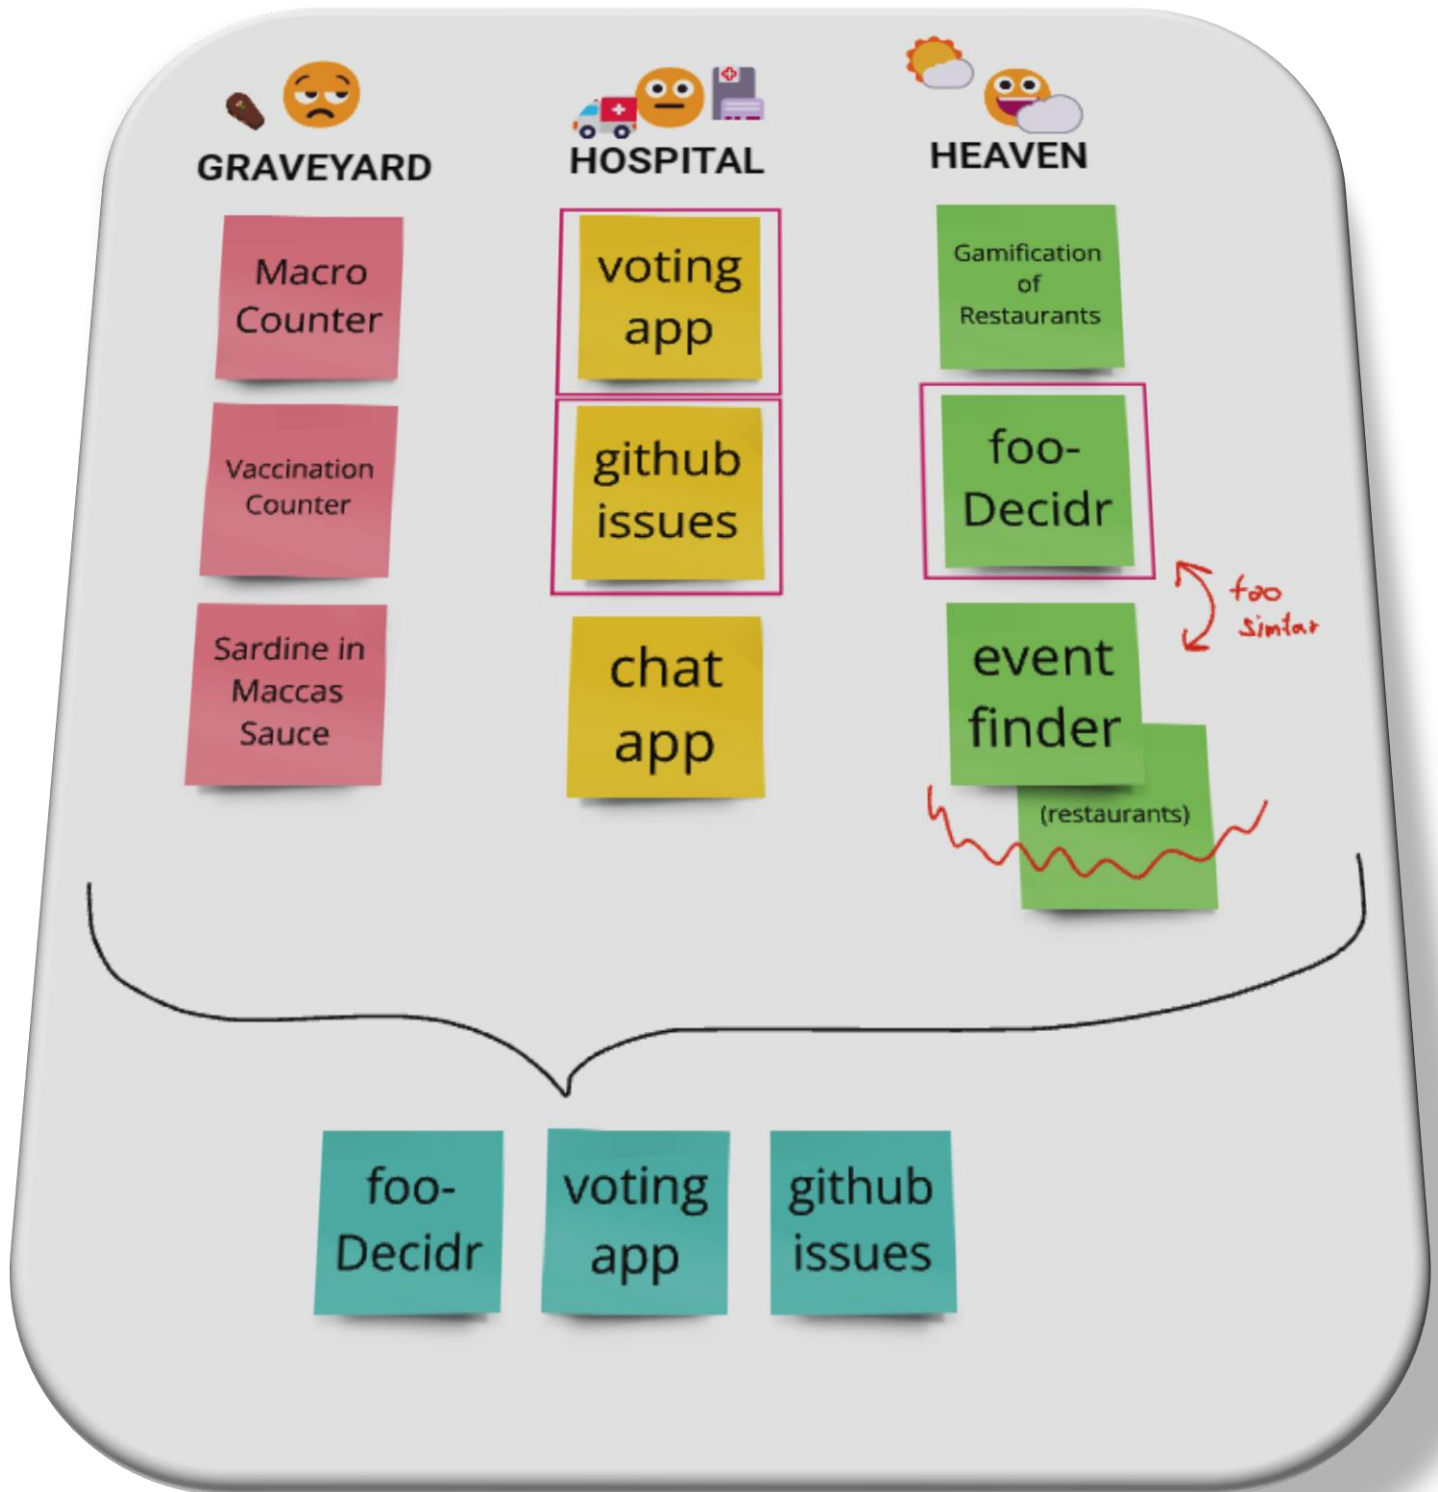 GRAVEYARD
Macro
Counter
Vaccination
Counter
Sardine in
Maccas
Sauce
HOSPITAL
voting
app
github
issues
chat
app
HEAVEN
Gamification
of
Restaurants
foo-
Decidr
too
similar
event
finder
(restaurants)
foo-
Decidr
voting
app
github
issues